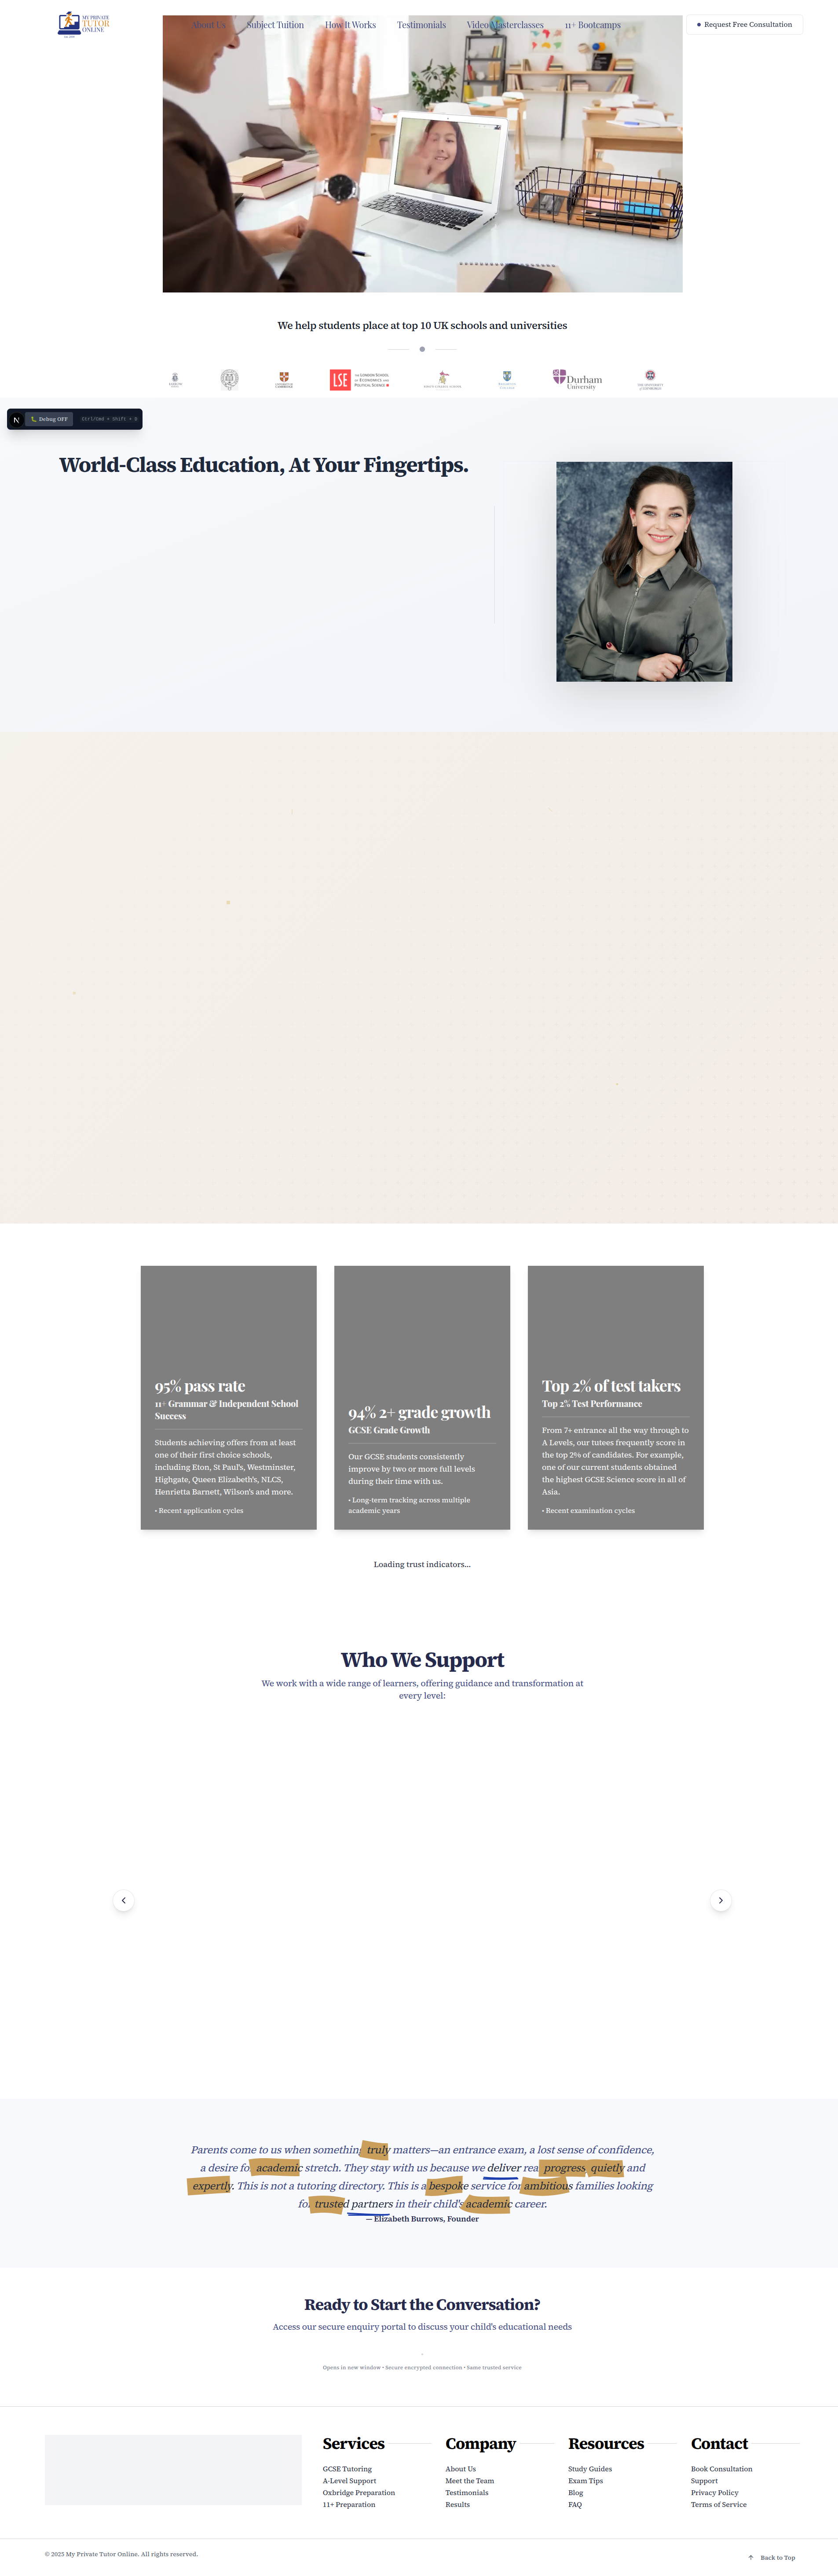 MY PRIVATE
TUTOR
ONLINE
About Us
Subject Tuition
How It Works
Testimonials
Video Masterclasses
11+ Bootcamps
Request Free Consultation
We help students place at top 10 UK schools and universities
LSE
THE LONDON SCHOOL
OF ECONOMICS AND
POLITICAL SCIENCE
Durham
University
Debug OFF
World-Class Education, At Your Fingertips.
95% pass rate
11+ Grammar & Independent School
Success
Students achieving offers from at least
one of their first choice schools,
including Eton, St Paul's, Westminster,
Highgate, Queen Elizabeth's, NLCS,
Henrietta Barnett, Wilson's and more.
• Recent application cycles
94% 2+ grade growth
GCSE Grade Growth
Our GCSE students consistently
improve by two or more full levels
during their time with us.
• Long-term tracking across multiple
academic years
Top 2% of test takers
Top 2% Test Performance
From 7+ entrance all the way through to
A Levels, our tutees frequently score in
the top 2% of candidates. For example,
one of our current students obtained
the highest GCSE Science score in all of
Asia.
• Recent examination cycles
Loading trust indicators...
Who We Support
We work with a wide range of learners, offering guidance and transformation at
every level:
Parents come to us when something truly matters—an entrance exam, a lost sense of confidence,
a desire for academic stretch. They stay with us because we deliver real progress quietly and
expertly. This is not a tutoring directory. This is a bespoke service for ambitious families looking
for trusted partners in their child's academic career.
— Elizabeth Burrows, Founder
Ready to Start the Conversation?
Access our secure enquiry portal to discuss your child's educational needs
Opens in new window • Secure encrypted connection • Same trusted service
Services
GCSE Tutoring
A-Level Support
Oxbridge Preparation
11+ Preparation
Company
About Us
Meet the Team
Testimonials
Results
Resources
Study Guides
Exam Tips
Blog
FAQ
Contact
Book Consultation
Support
Privacy Policy
Terms of Service
© 2025 My Private Tutor Online. All rights reserved.
Back to Top